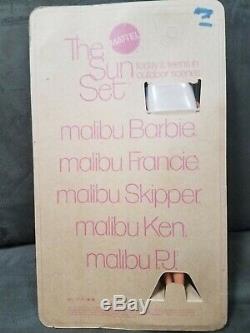 MATTEL
The
Sun
Set
today's teens in
outdoor scenes
malibu Barbie.
malibu Francie.
malibu Skipper.
malibu Ken.
malibu P.J.